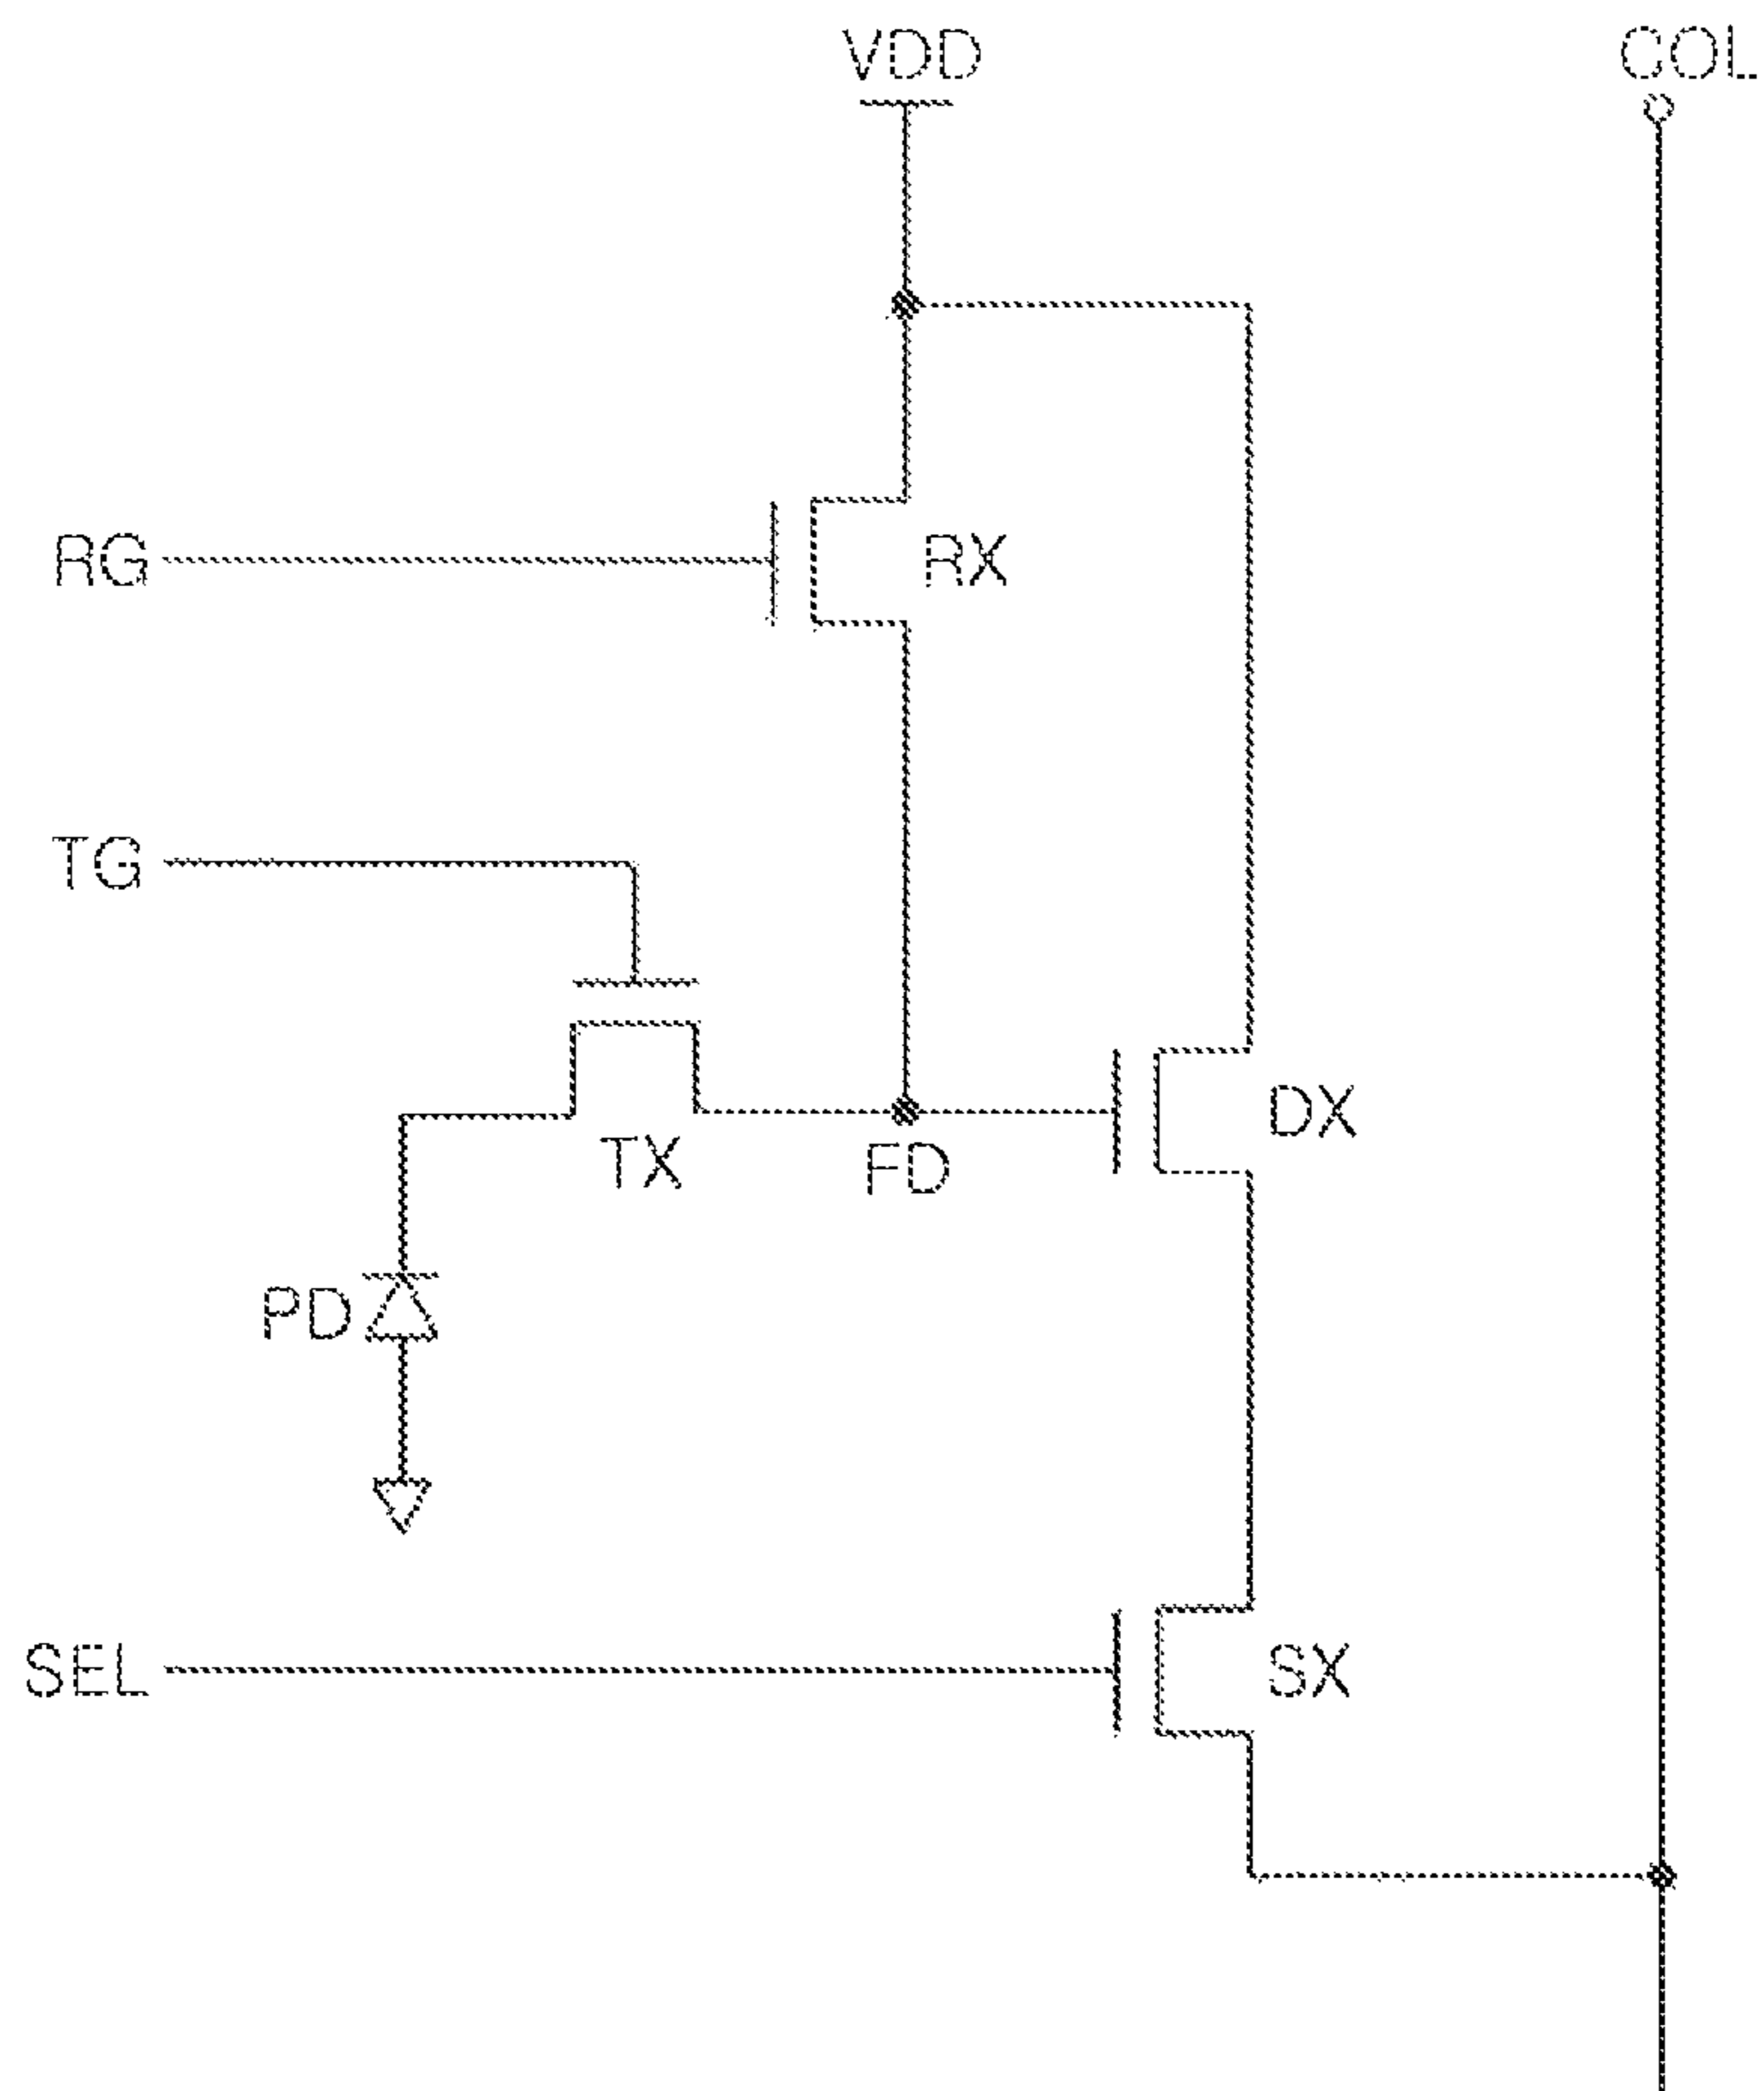 VDD
COL
RG
RX
TG
TX
FD
DX
PD
SEL
SX